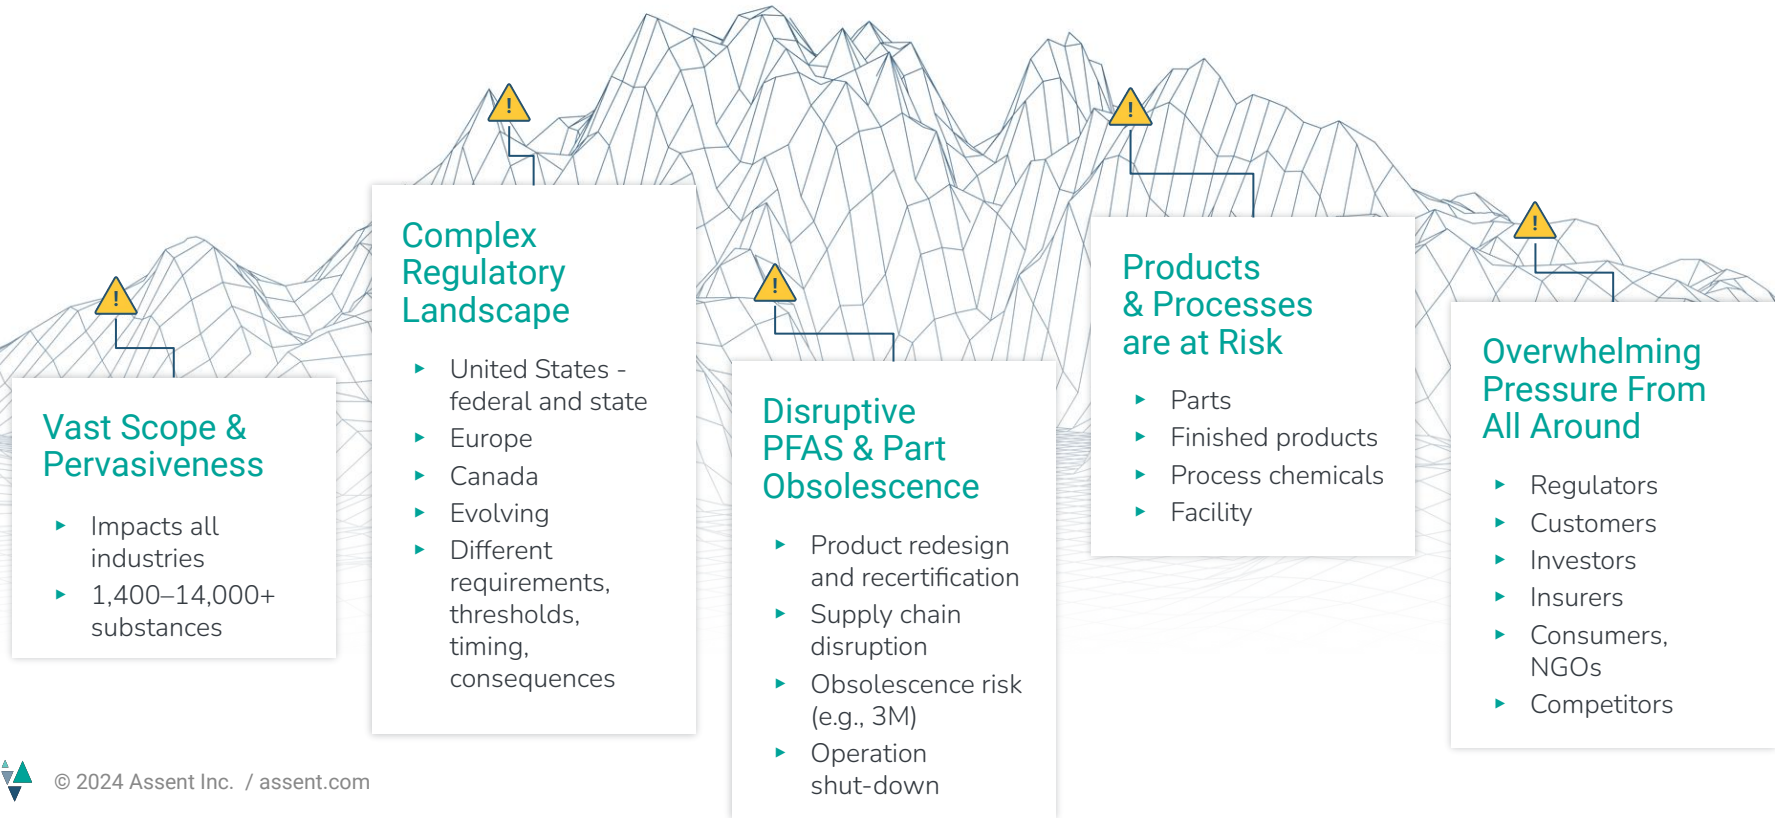 Vast Scope &
Pervasiveness
▸ Impacts all
industries
▸ 1,400–14,000+
substances
Complex
Regulatory
Landscape
▸ United States -
federal and state
▸ Europe
▸ Canada
▸ Evolving
▸ Different
requirements,
thresholds,
timing,
consequences
Disruptive
PFAS & Part
Obsolescence
▸ Product redesign
and recertification
▸ Supply chain
disruption
▸ Obsolescence risk
(e.g., 3M)
▸ Operation
shut-down
Products
& Processes
are at Risk
▸ Parts
▸ Finished products
▸ Process chemicals
▸ Facility
Overwhelming
Pressure From
All Around
▸ Regulators
▸ Customers
▸ Investors
▸ Insurers
▸ Consumers,
NGOs
▸ Competitors
© 2024 Assent Inc. / assent.com